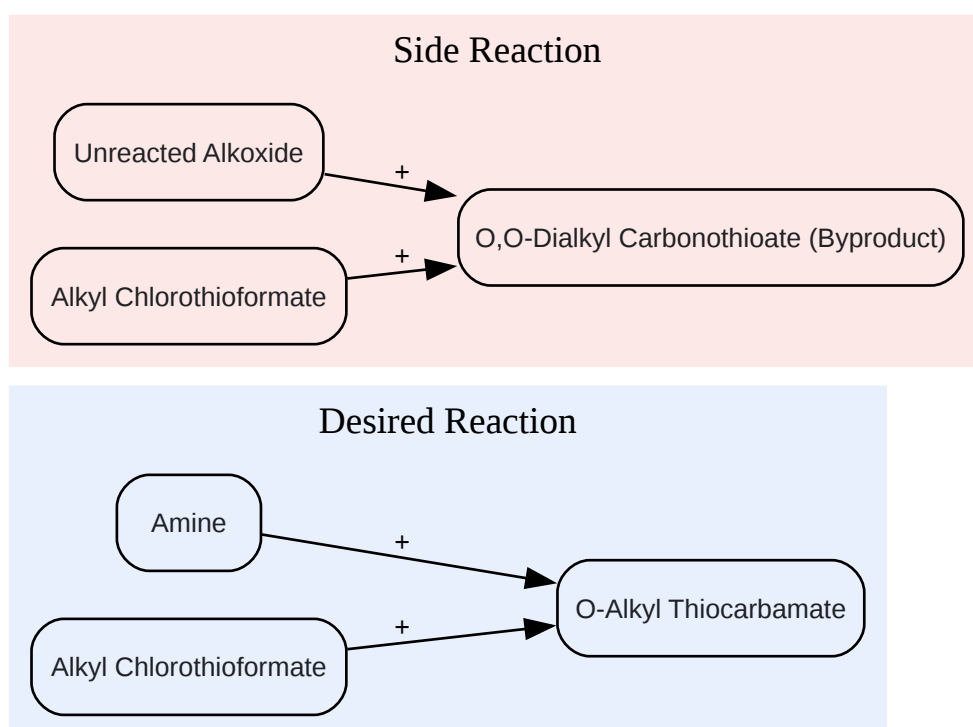 Side Reaction
Unreacted Alkoxide
+
O,O-Dialkyl Carbonothioate (Byproduct)
+
Alkyl Chlorothioformate
Desired Reaction
Amine
+
O-Alkyl Thiocarbamate
+
Alkyl Chlorothioformate